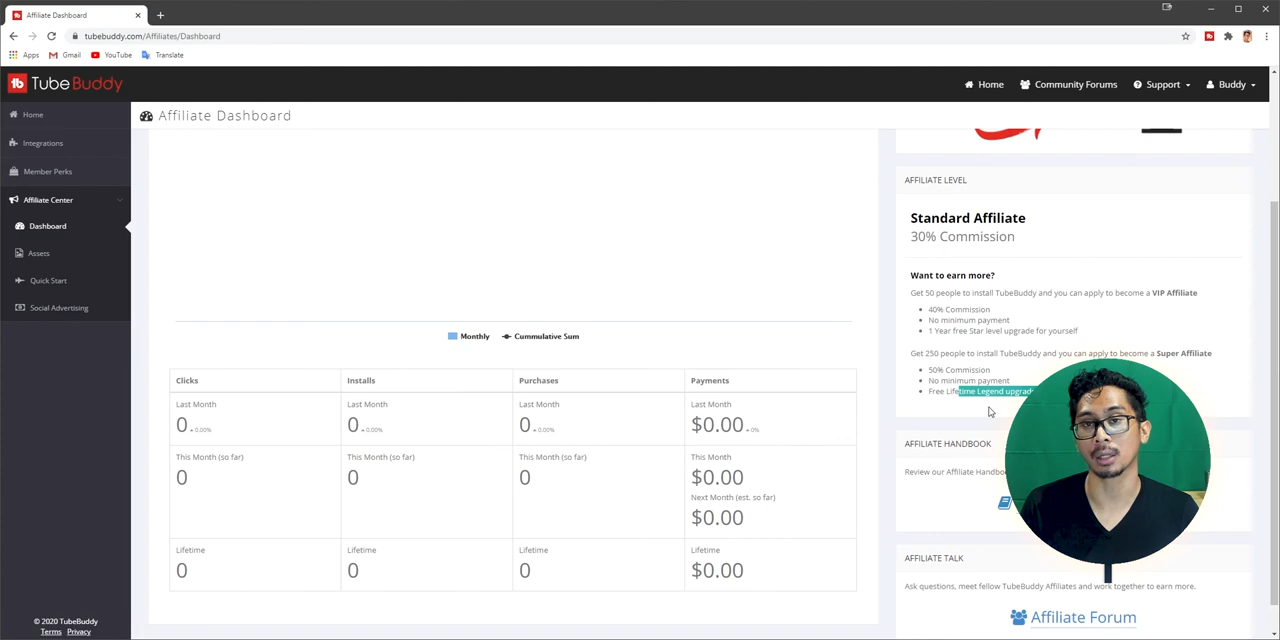 Affiliate Dashboard
tubebuddy.com/Affiliates/Dashboard
Apps Gmail YouTube Translate
TubeBuddy
Home Community Forums Support Buddy
Home
Integrations
Member Perks
Affiliate Center
Dashboard
Assets
Quick Start
Social Advertising
© 2020 TubeBuddy
Terms Privacy
Affiliate Dashboard
Monthly Cummulative Sum
Clicks Installs Purchases Payments
Last Month Last Month Last Month Last Month
0 0.00% 0 0.00% 0 0.00% $0.00 0%
This Month (so far) This Month (so far) This Month (so far) This Month
0 0 0 $0.00
Next Month (est. so far)
$0.00
Lifetime Lifetime Lifetime Lifetime
0 0 0 $0.00
AFFILIATE LEVEL
Standard Affiliate
30% Commission
Want to earn more?
Get 50 people to install TubeBuddy and you can apply to become a VIP Affiliate
40% Commission
No minimum payment
1 Year free Star level upgrade for yourself
Get 250 people to install TubeBuddy and you can apply to become a Super Affiliate
50% Commission
No minimum payment
Free Lifetime Legend
AFFILIATE HANDBOOK
Review our Affiliate
AFFILIATE TALK
Ask questions, meet fellow TubeBuddy Affiliates and work together to earn more.
Affiliate Forum